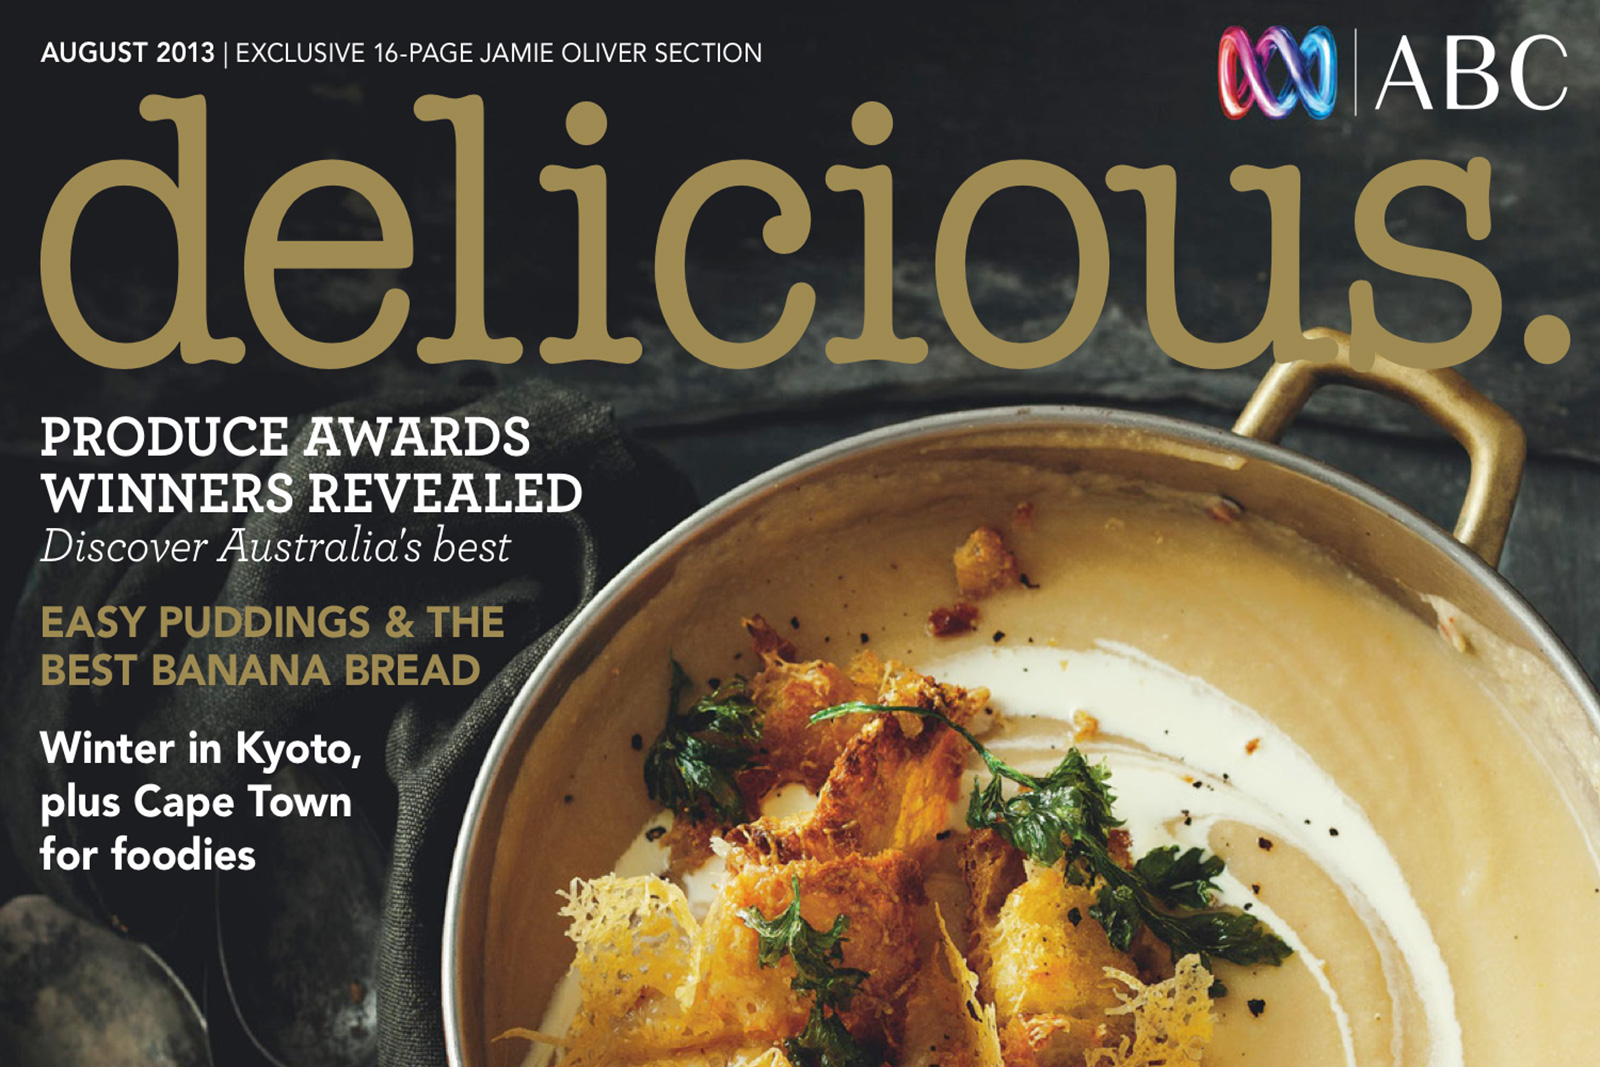 AUGUST 2013 | EXCLUSIVE 16-PAGE JAMIE OLIVER SECTION
ABC
delicious.
PRODUCE AWARDS
WINNERS REVEALED
Discover Australia's best
EASY PUDDINGS & THE
BEST BANANA BREAD
Winter in Kyoto,
plus Cape Town
for foodies